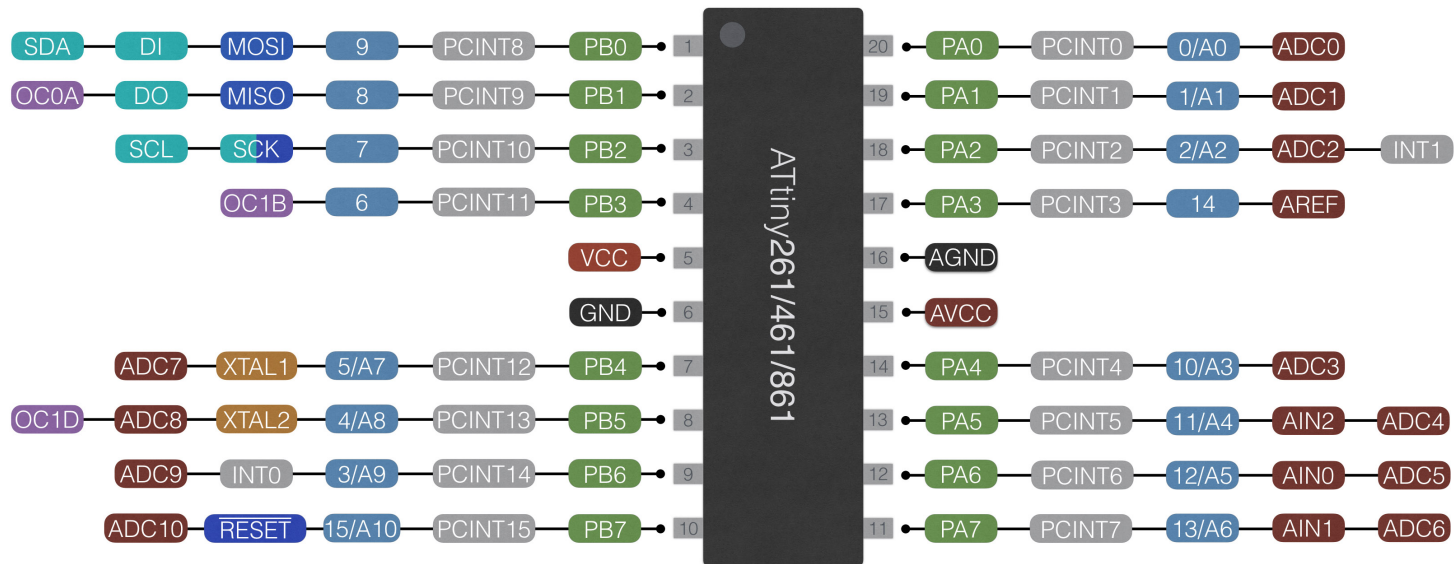 SDA DI MOSI 9 PCINT8 PB0 1 20 PA0 PCINT0 0/A0 ADC0
OC0A DO MISO 8 PCINT9 PB1 2 19 PA1 PCINT1 1/A1 ADC1
SCL SCK 7 PCINT10 PB2 3 18 PA2 PCINT2 2/A2 ADC2 INT1
OC1B 6 PCINT11 PB3 4 17 PA3 PCINT3 14 AREF
VCC 5 16 AGND
GND 6 15 AVCC
ADC7 XTAL1 5/A7 PCINT12 PB4 7 14 PA4 PCINT4 10/A3 ADC3
OC1D ADC8 XTAL2 4/A8 PCINT13 PB5 8 13 PA5 PCINT5 11/A4 AIN2 ADC4
ADC9 INT0 3/A9 PCINT14 PB6 9 12 PA6 PCINT6 12/A5 AIN0 ADC5
ADC10 RESET 15/A10 PCINT15 PB7 10 11 PA7 PCINT7 13/A6 AIN1 ADC6
ATtiny261/461/861